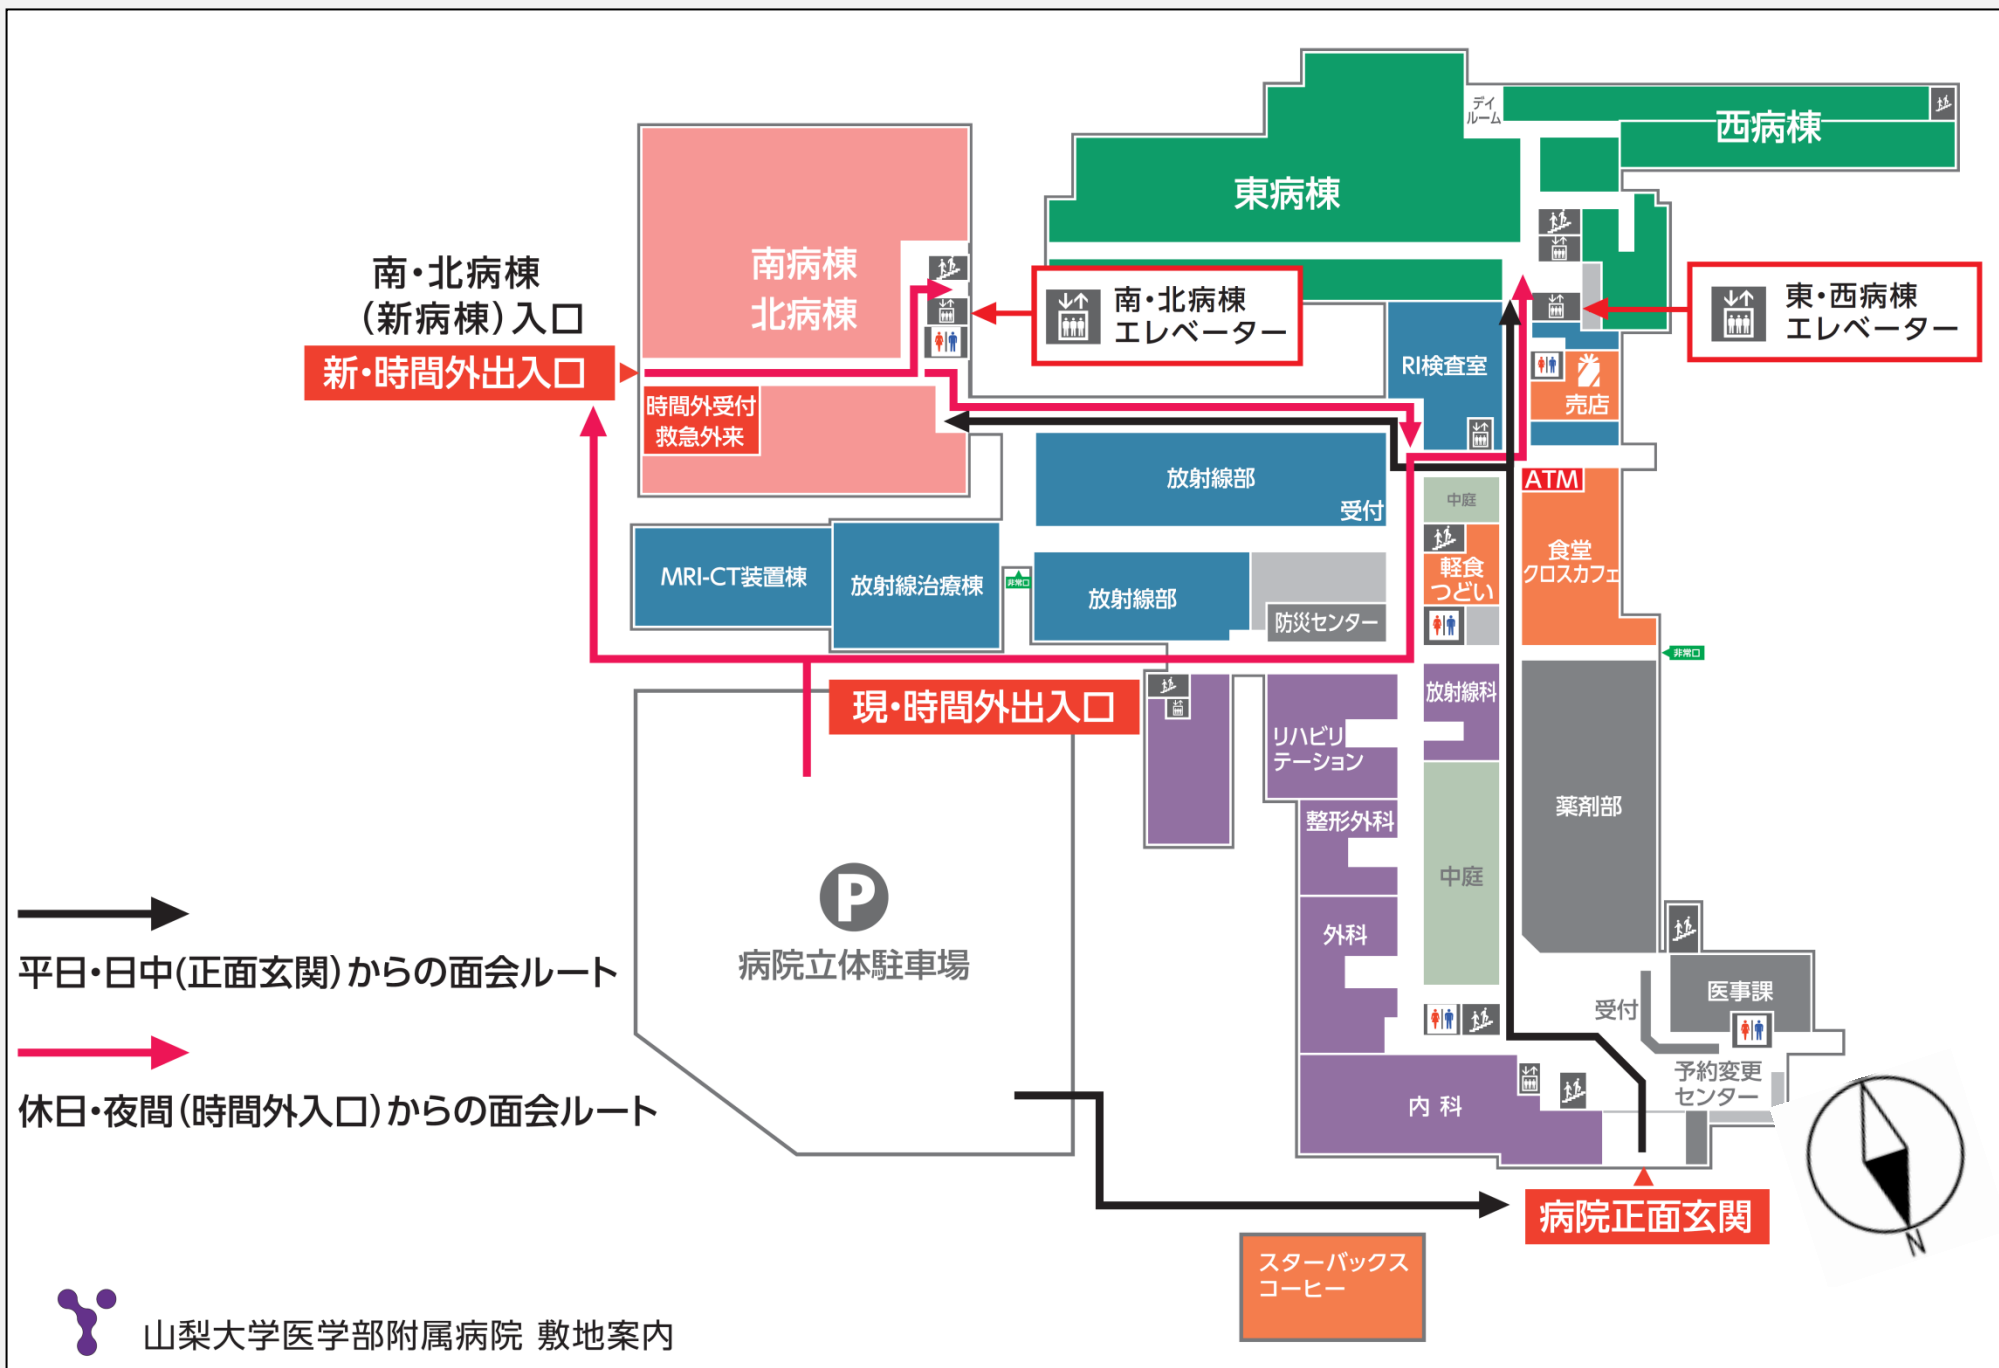 デイ
ルーム
西病棟
東病棟
南病棟
北病棟
南・北病棟
(新病棟)入口
新・時間外出入口
南・北病棟
エレベーター
東・西病棟
エレベーター
RI検査室
売店
時間外受付
救急外来
放射線部
受付
ATM
中庭
食堂
クロスカフェ
軽食
つどい
MRI-CT装置棟
放射線治療棟
非常口
放射線部
防災センター
非常口
現・時間外出入口
放射線科
リハビリ
テーション
整形外科
薬剤部
中庭
外科
P
病院立体駐車場
平日・日中(正面玄関)からの面会ルート
受付
医事課
予約変更
センター
休日・夜間(時間外入口)からの面会ルート
内科
病院正面玄関
N
スターバックス
コーヒー
山梨大学医学部附属病院 敷地案内